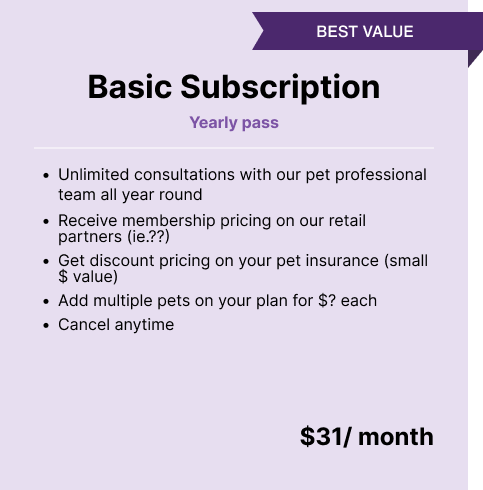 BEST VALUE
Basic Subscription
Yearly pass
• Unlimited consultations with our pet professional
team all year round
• Receive membership pricing on our retail
partners (ie.??)
• Get discount pricing on your pet insurance (small
$ value)
• Add multiple pets on your plan for $? each
• Cancel anytime
$31/ month